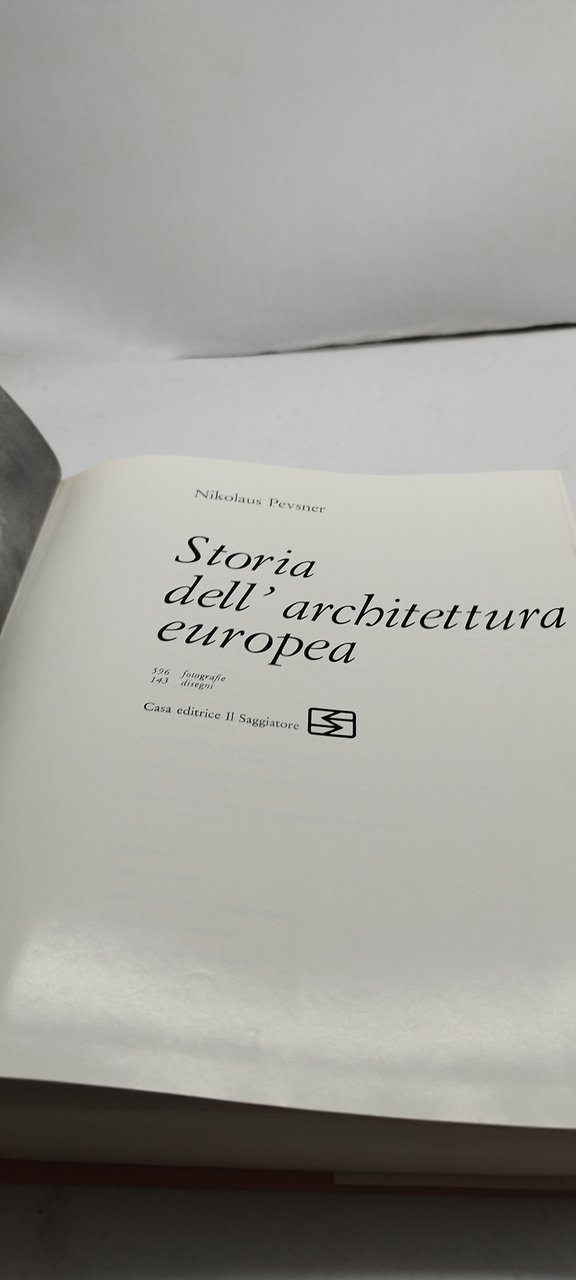 Nikolaus Pevsner
Storia
dell' architettura
europea
596 fotografie
143 disegni
Casa editrice Il Saggiatore